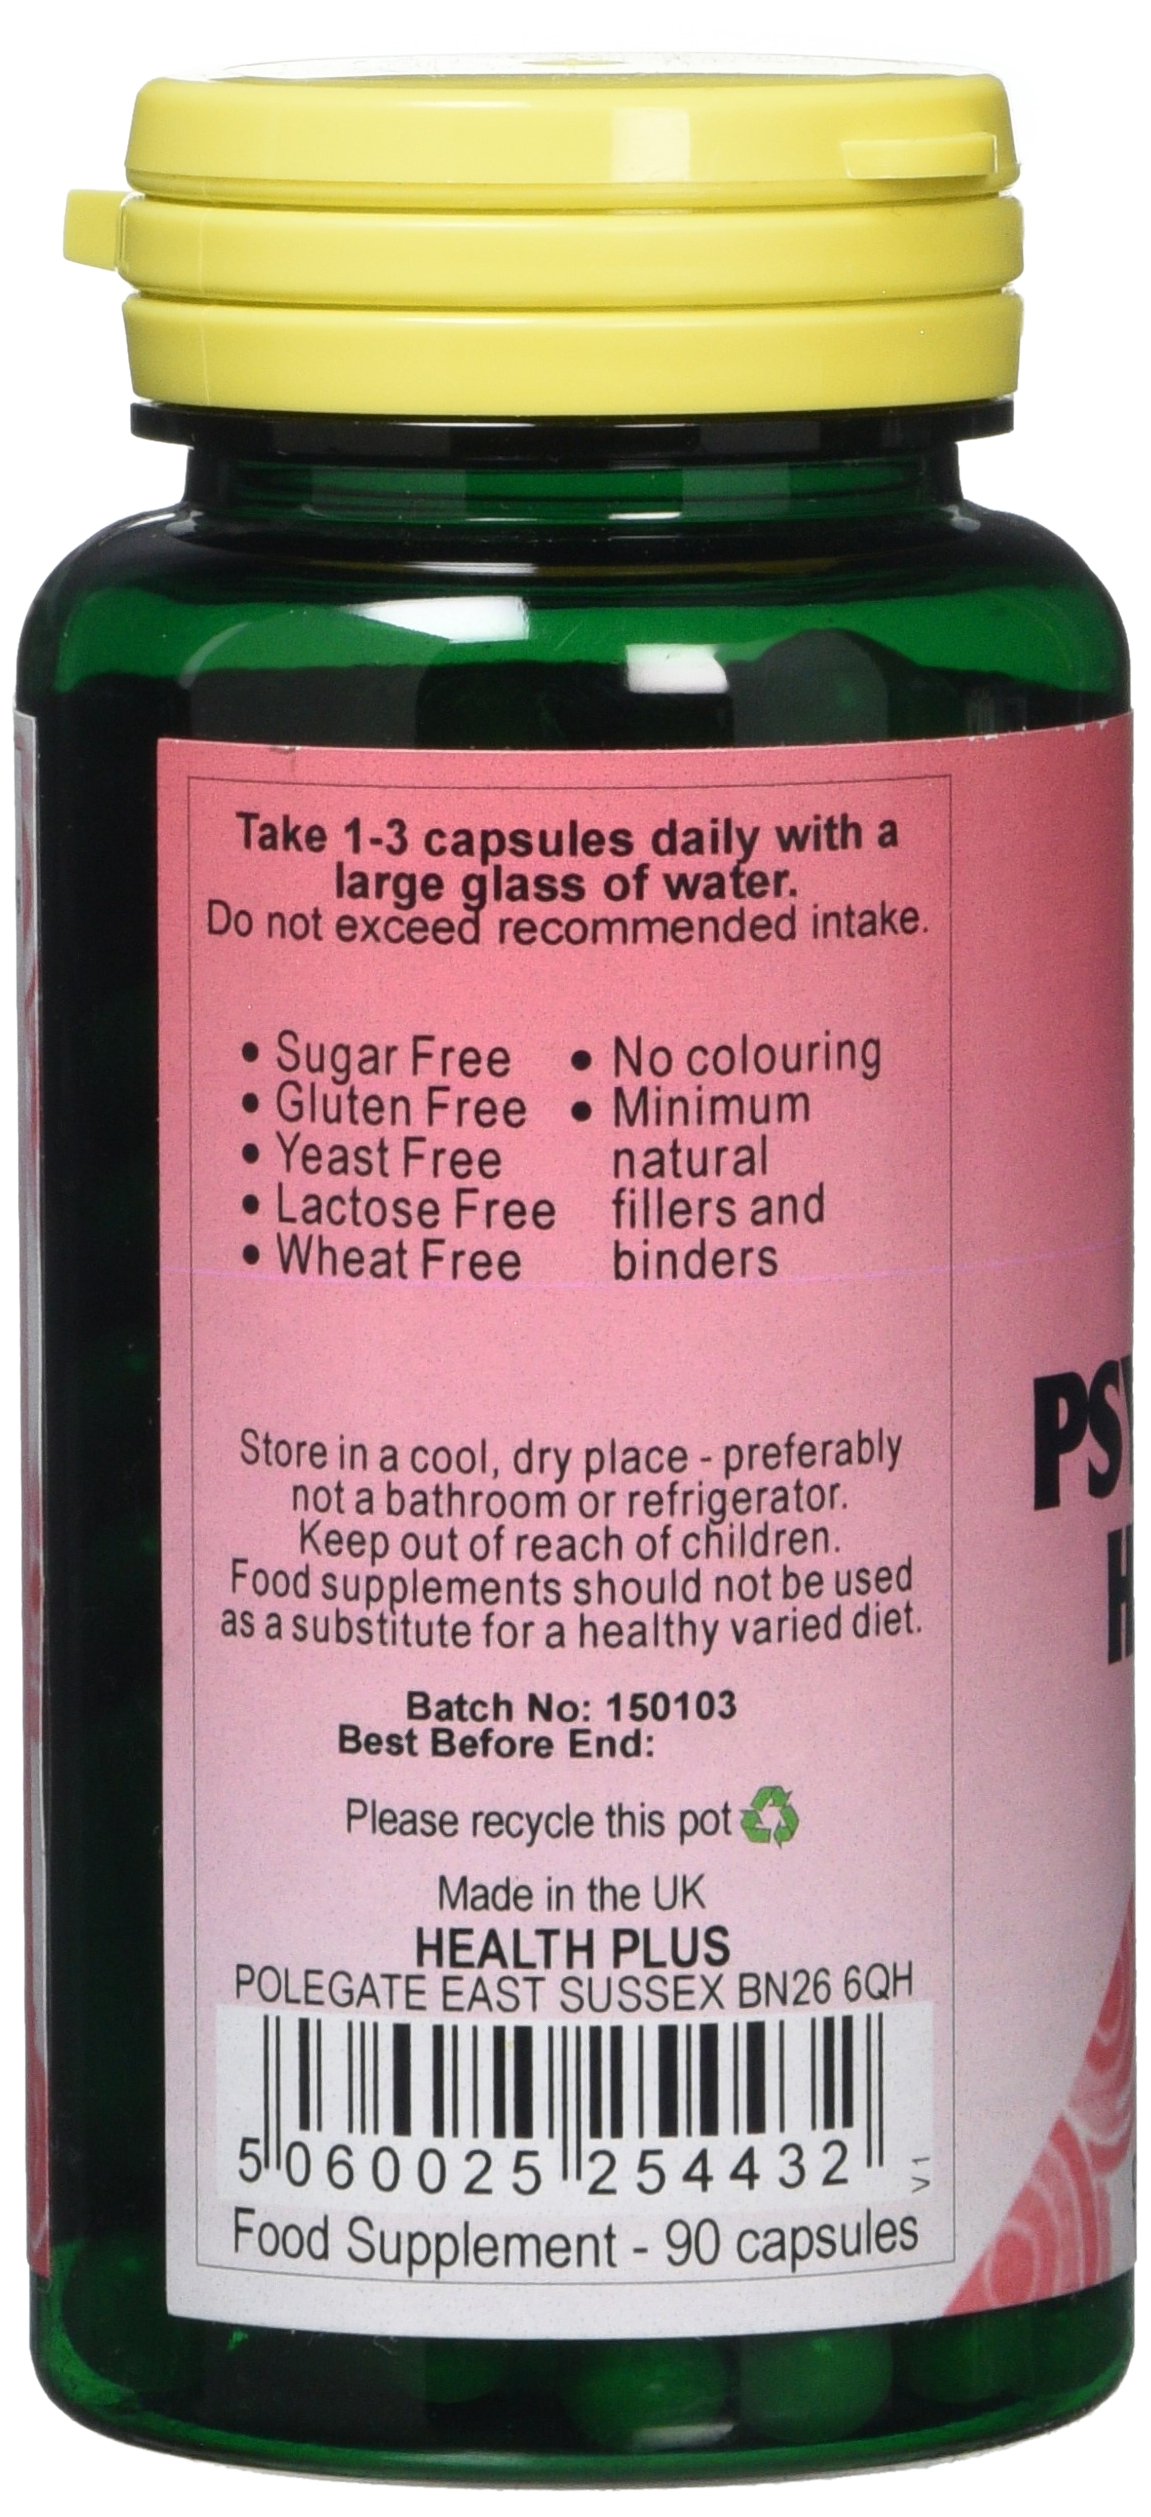 Take 1-3 capsules daily with a
large glass of water.
Do not exceed recommended intake.
• Sugar Free
• Gluten Free
• Yeast Free
• Lactose Free
• Wheat Free
• No colouring
• Minimum
natural
fillers and
binders
Store in a cool, dry place - preferably
not a bathroom or refrigerator.
Keep out of reach of children.
Food supplements should not be used
as a substitute for a healthy varied diet.
Batch No: 150103
Best Before End:
Please recycle this pot
Made in the UK
HEALTH PLUS
POLEGATE EAST SUSSEX BN26 6QH
5 060025 254432
V1
Food Supplement - 90 capsules
PSY
H